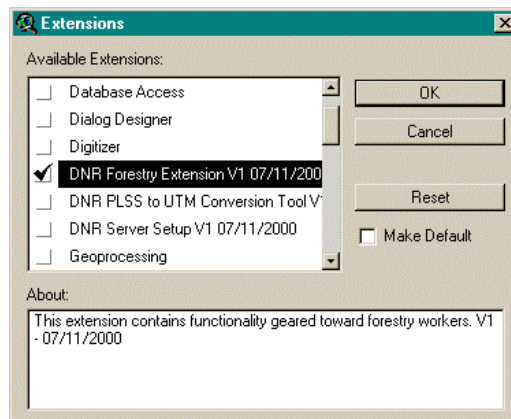 Extensions
Available Extensions:
Database Access
Dialog Designer
Digitizer
DNR Forestry Extension V1 07/11/200
DNR PLSS to UTM Conversion Tool V
DNR Server Setup V1 07/11/2000
Geoprocessing
OK
Cancel
Reset
Make Default
About:
This extension contains functionality geared toward forestry workers. V1
- 07/11/2000